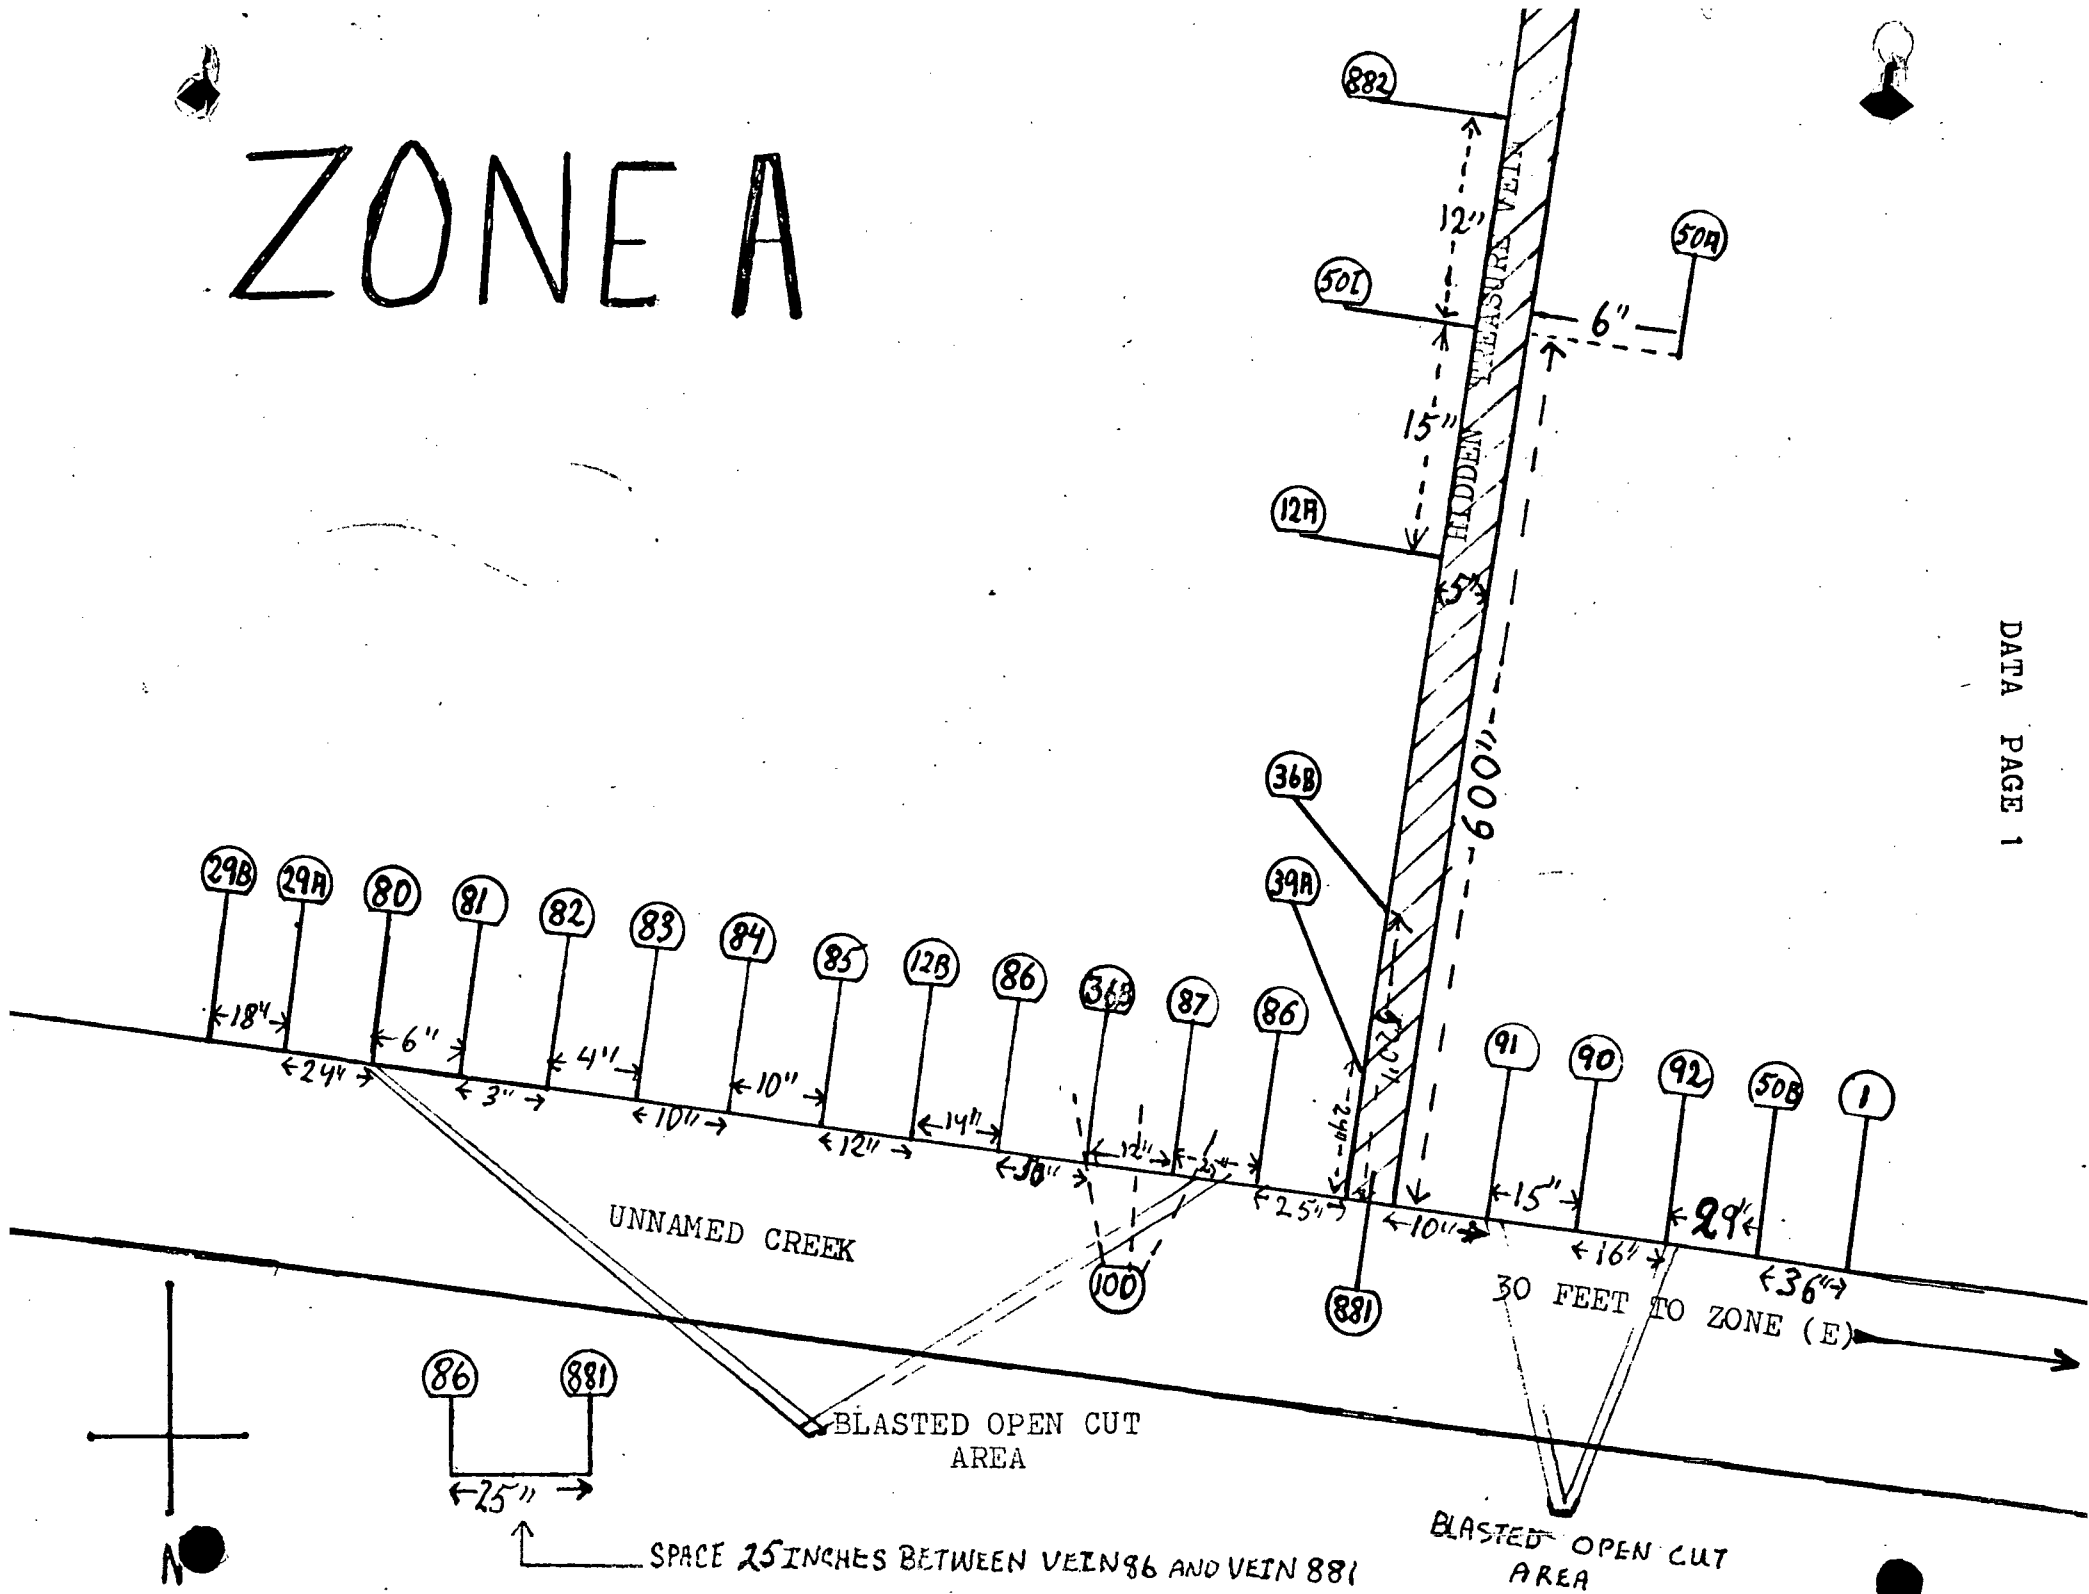 ZONE A
882
12"
50A
50I
6"
HIDDEN TREASURE VEIN
15"
12A
5"
600"
DATA PAGE 1
36B
39A
29B
29A
80
81
82
83
84
85
12B
86
36B
87
86
91
90
92
50B
1
18"
24"
6"
3"
4"
10"
10"
12"
14"
12"
25"
24"
10"
15"
16"
29"
36"
UNNAMED CREEK
100
881
30 FEET TO ZONE (E)
86
881
25"
BLASTED OPEN CUT
AREA
BLASTED OPEN CUT
AREA
SPACE 25 INCHES BETWEEN VEIN 86 AND VEIN 881
N